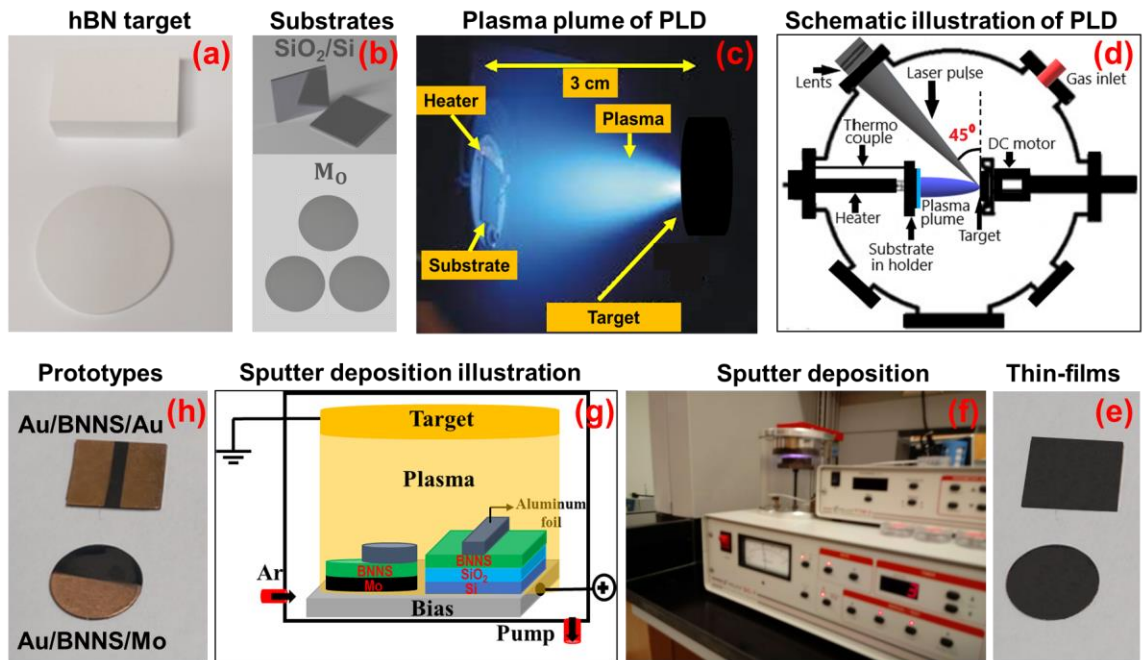 hBN target
Substrates
Plasma plume of PLD
Schematic illustration of PLD
(a)
SiO₂/Si
(b)
Mo
(c)
3 cm
Heater
Plasma
Substrate
Target
(d)
Lents
Laser pulse
Gas inlet
45⁰
Thermo
couple
DC motor
Heater
Plasma
plume
Substrate
in holder
Target
Prototypes
Sputter deposition illustration
Sputter deposition
Thin-films
(h)
Au/BNNS/Au
Au/BNNS/Mo
(g)
Target
Plasma
Aluminum
foil
BNNS
Mo
BNNS
SiO₂
Si
Ar
Bias
Pump
(f)
(e)